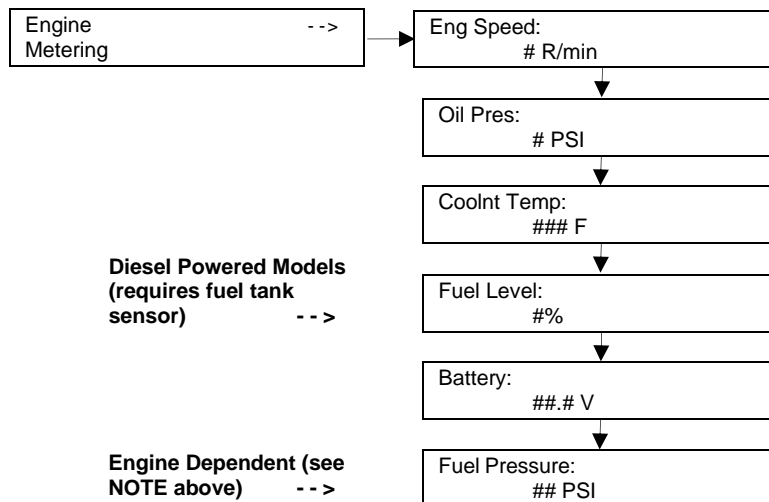 Engine -->
Metering
Eng Speed:
# R/min
Oil Pres:
# PSI
Coolnt Temp:
### F
Diesel Powered Models
(requires fuel tank
sensor) -->
Fuel Level:
#%
Battery:
##.# V
Engine Dependent (see
NOTE above) -->
Fuel Pressure:
## PSI